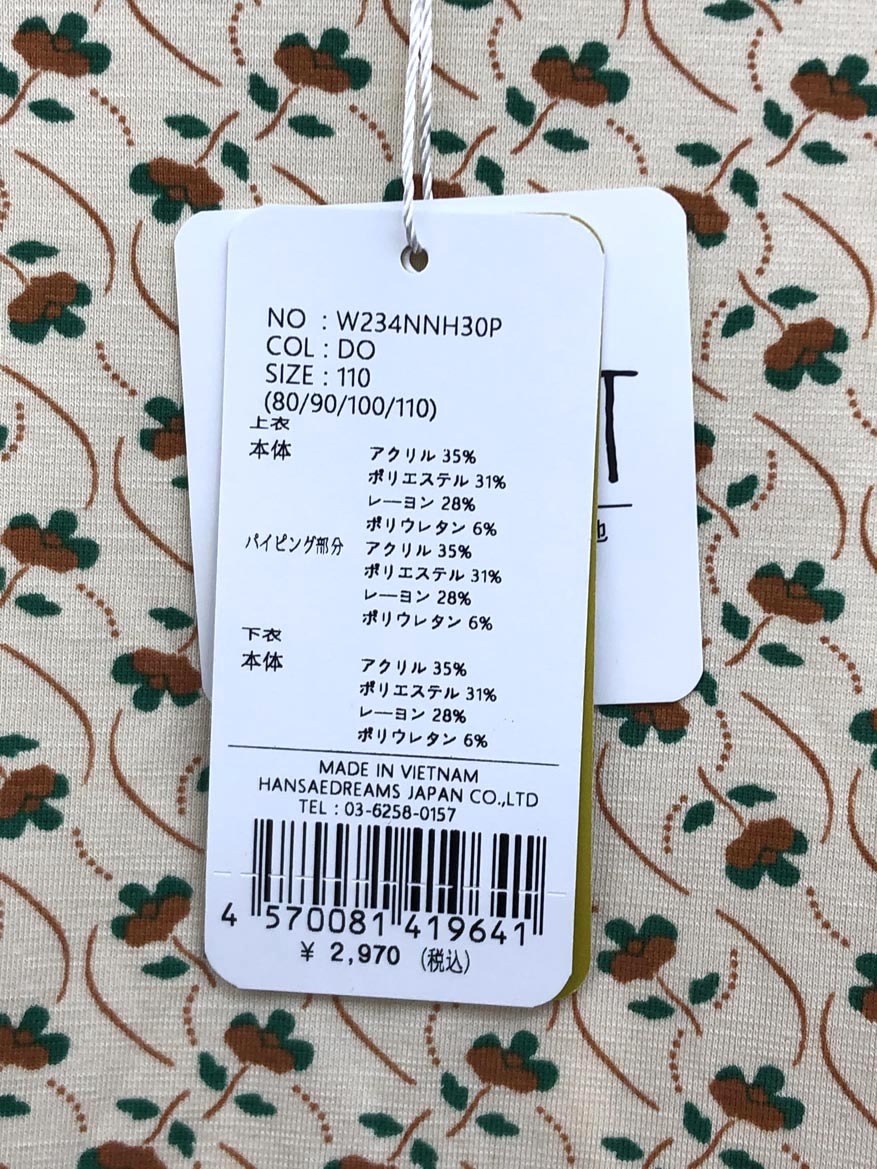 NO : W234NNH30P
COL : DO
SIZE : 110
(80/90/100/110)
上衣
本体 アクリル 35%
ポリエステル 31%
レーヨン 28%
ポリウレタン 6%
パイピング部分 アクリル 35%
ポリエステル 31%
レーヨン 28%
ポリウレタン 6%
下衣
本体 アクリル 35%
ポリエステル 31%
レーヨン 28%
ポリウレタン 6%
MADE IN VIETNAM
HANSAEDREAMS JAPAN CO.,LTD
TEL : 03-6258-0157
4 570081 419641
¥ 2,970 (税込)
T
地